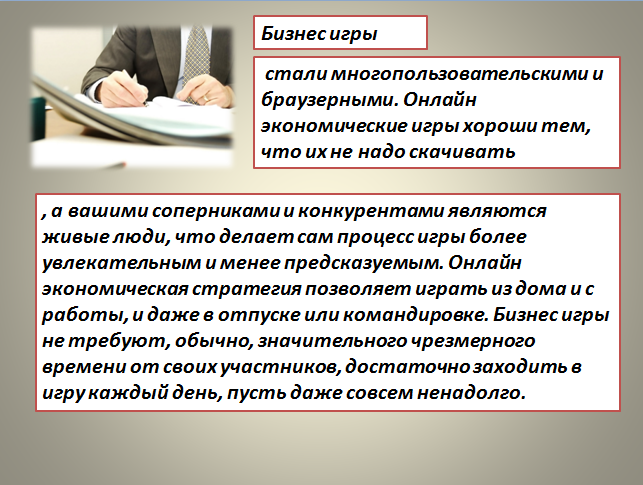 Бизнес игры
стали многопользовательскими и
браузерными. Онлайн
экономические игры хороши тем,
что их не надо скачивать
, а вашими соперниками и конкурентами являются
живые люди, что делает сам процесс игры более
увлекательным и менее предсказуемым. Онлайн
экономическая стратегия позволяет играть из дома и с
работы, и даже в отпуске или командировке. Бизнес игры
не требуют, обычно, значительного чрезмерного
времени от своих участников, достаточно заходить в
игру каждый день, пусть даже совсем ненадолго.